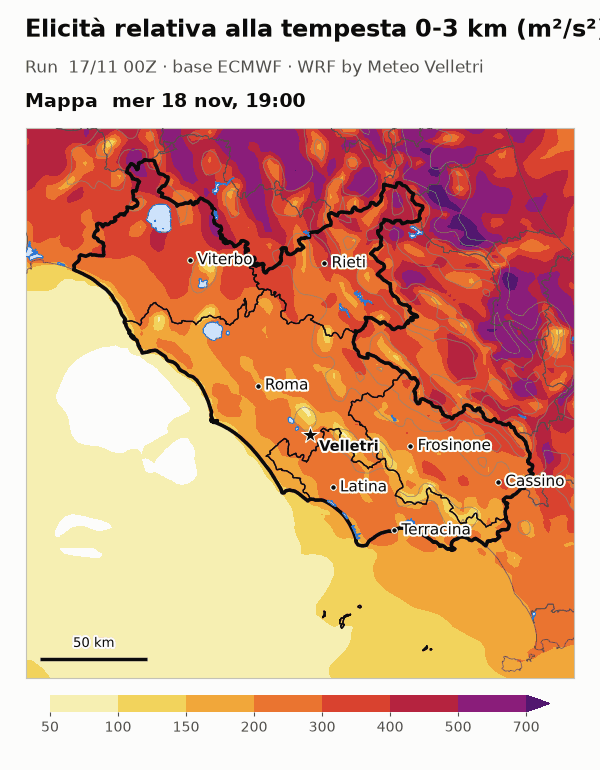 Elicità relativa alla tempesta 0-3 km (m²/s²)
Run 17/11 00Z · base ECMWF · WRF by Meteo Velletri
Mappa mer 18 nov, 19:00
Viterbo
Rieti
Roma
Velletri
Frosinone
Cassino
Latina
Terracina
50 km
50 100 150 200 300 400 500 700